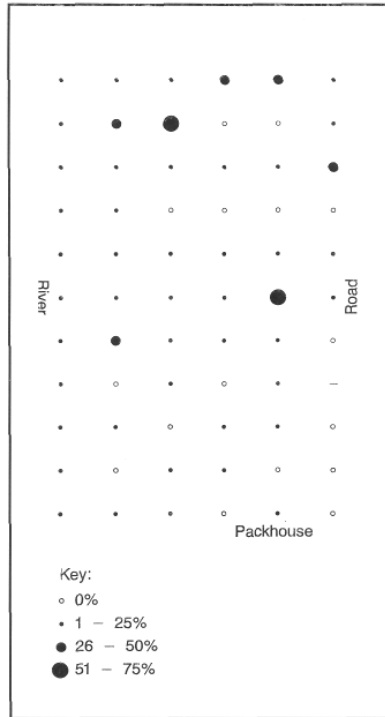 River
Road
Packhouse
Key:
0%
1 – 25%
26 – 50%
51 – 75%